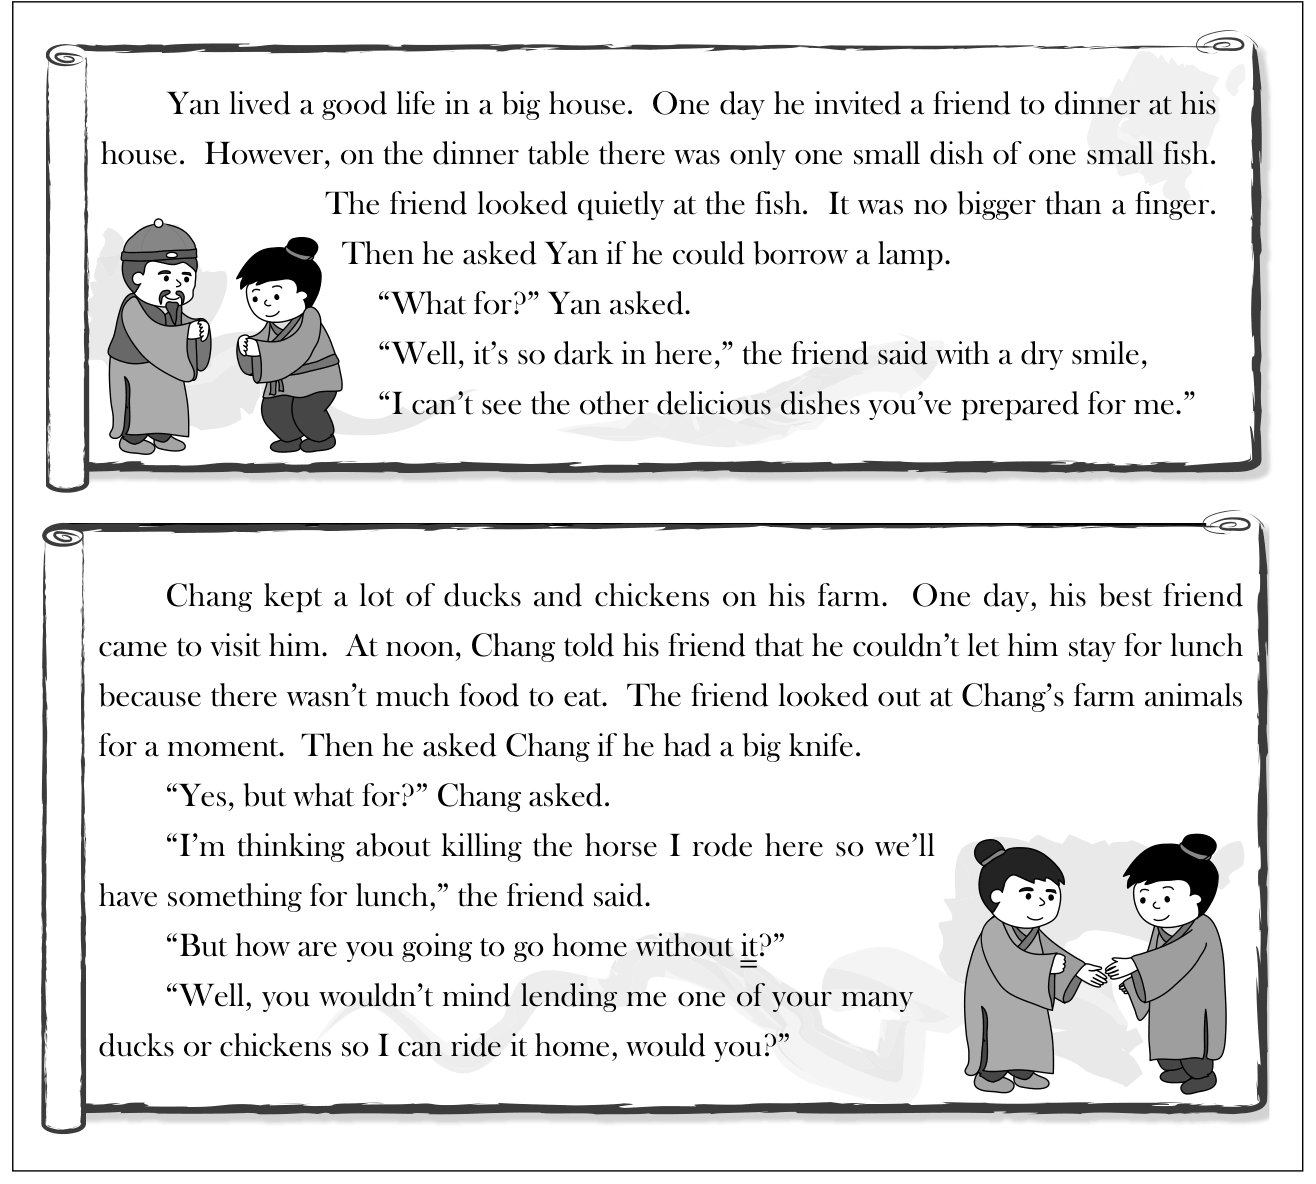 Yan lived a good life in a big house.  One day he invited a friend to dinner at his
house.  However, on the dinner table there was only one small dish of one small fish.
The friend looked quietly at the fish.  It was no bigger than a finger.
Then he asked Yan if he could borrow a lamp.
“What for?” Yan asked.
“Well, it’s so dark in here,” the friend said with a dry smile,
“I can’t see the other delicious dishes you’ve prepared for me.”
Chang kept a lot of ducks and chickens on his farm.  One day, his best friend
came to visit him.  At noon, Chang told his friend that he couldn’t let him stay for lunch
because there wasn’t much food to eat.  The friend looked out at Chang’s farm animals
for a moment.  Then he asked Chang if he had a big knife.
“Yes, but what for?” Chang asked.
“I’m thinking about killing the horse I rode here so we’ll
have something for lunch,” the friend said.
“But how are you going to go home without it?”
“Well, you wouldn’t mind lending me one of your many
ducks or chickens so I can ride it home, would you?”